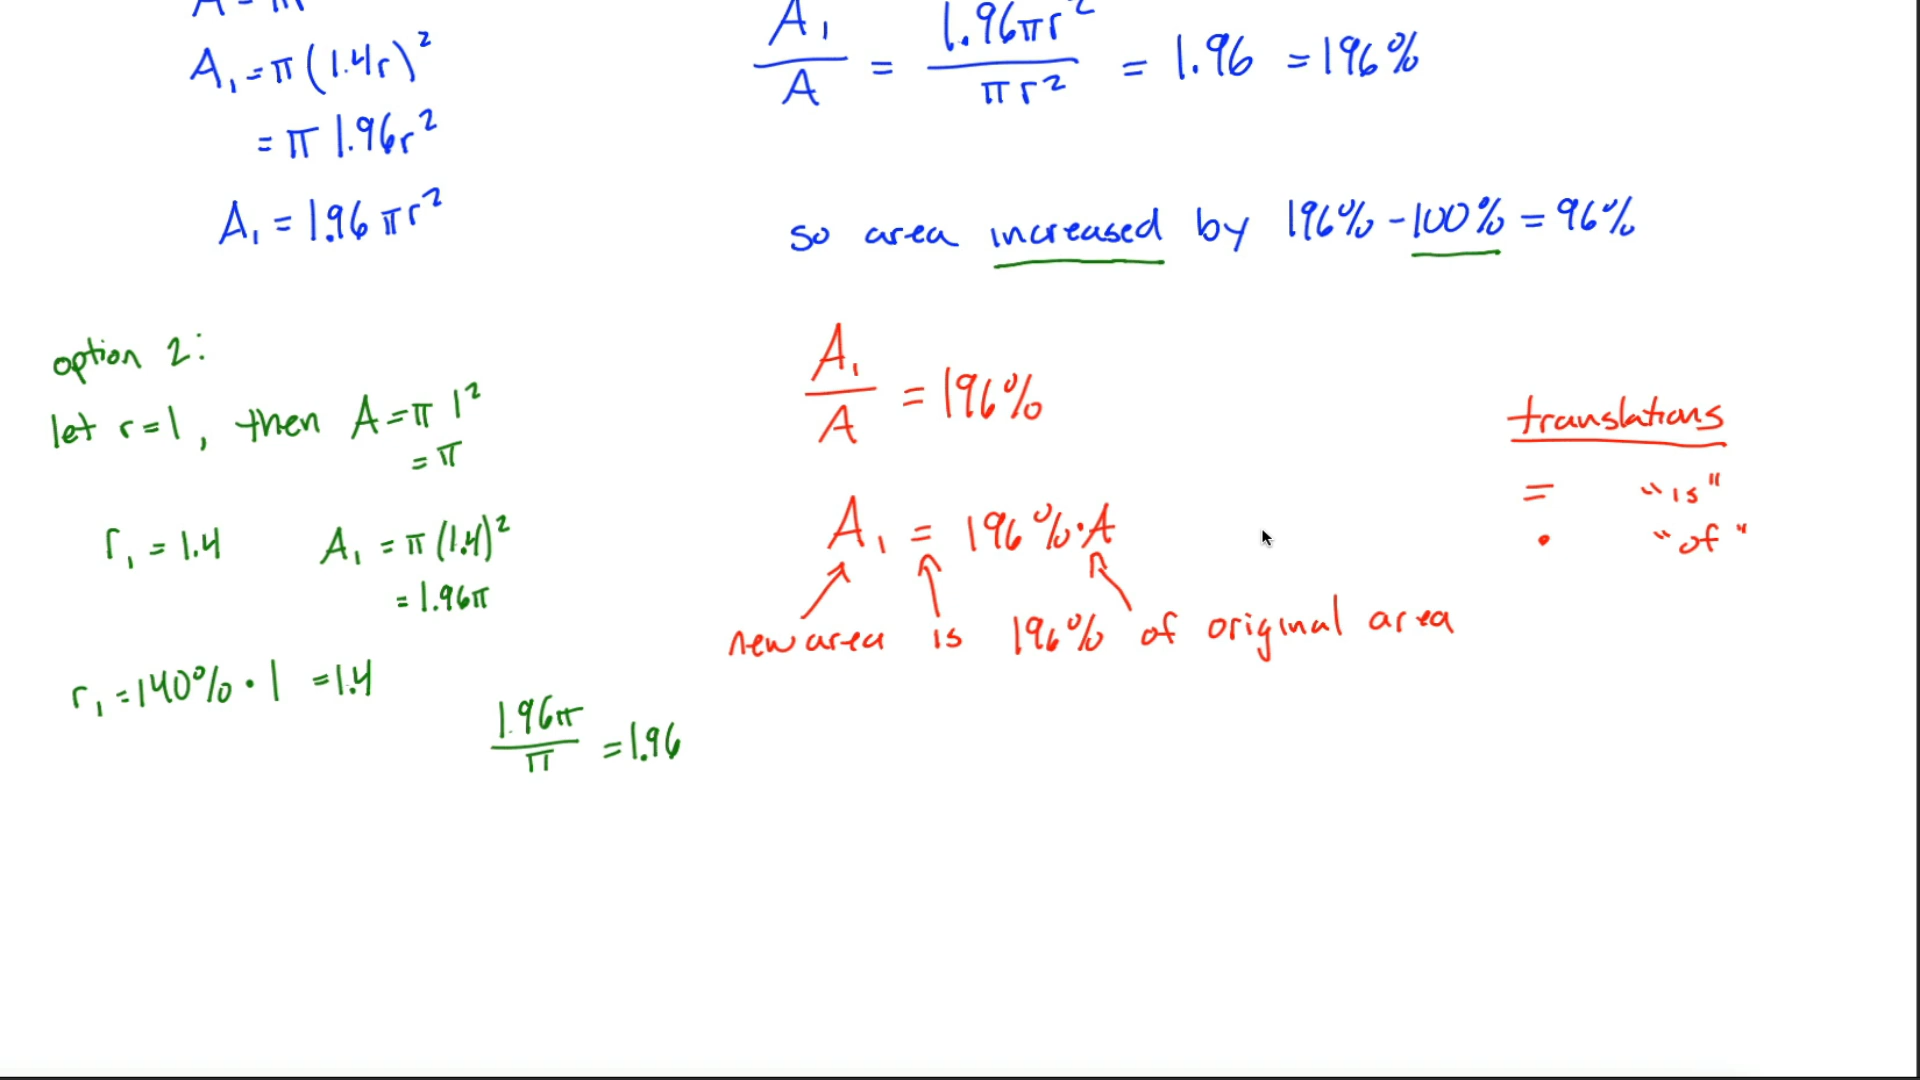 A₁ = π(1.4r)²
= π 1.96r²
A₁ = 1.96 πr²
A₁/A = 1.96πr²/πr² = 1.96 = 196%
so area increased by 196% - 100% = 96%
option 2:
let r=1, then A = π 1²
= π
r₁ = 1.4 A₁ = π(1.4)²
= 1.96π
r₁ = 140% · 1 = 1.4
1.96π/π = 1.96
A₁/A = 196%
A₁ = 196% · A
new area is 196% of original area
translations
= "is"
· "of"